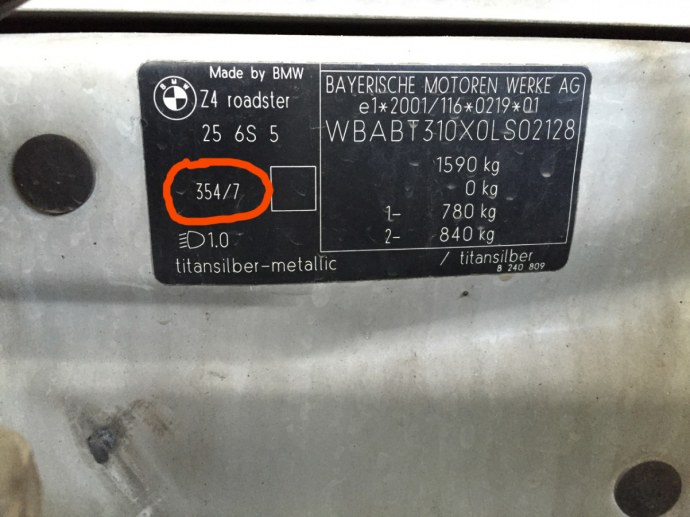 Made by BMW
Z4 roadster
25 6S 5
354/7
1.0
titansilber-metallic
BAYERISCHE MOTOREN WERKE AG
e1*2001/116*0219*01
WBABT310X0LS02128
1590 kg
0 kg
1- 780 kg
2- 840 kg
/ titansilber
8 240 809